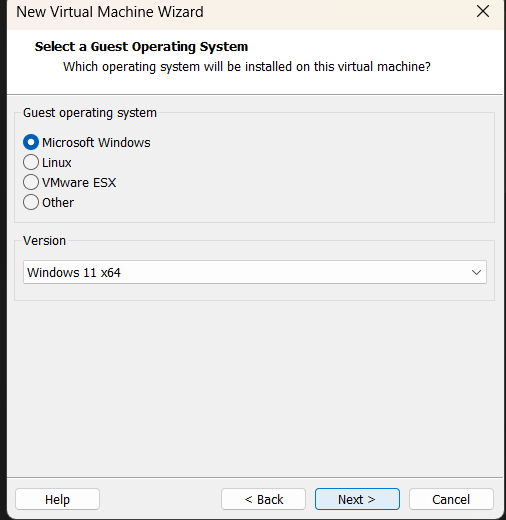 New Virtual Machine Wizard
Select a Guest Operating System
Which operating system will be installed on this virtual machine?
Guest operating system
Microsoft Windows
Linux
VMware ESX
Other
Version
Windows 11 x64
Help
< Back
Next >
Cancel